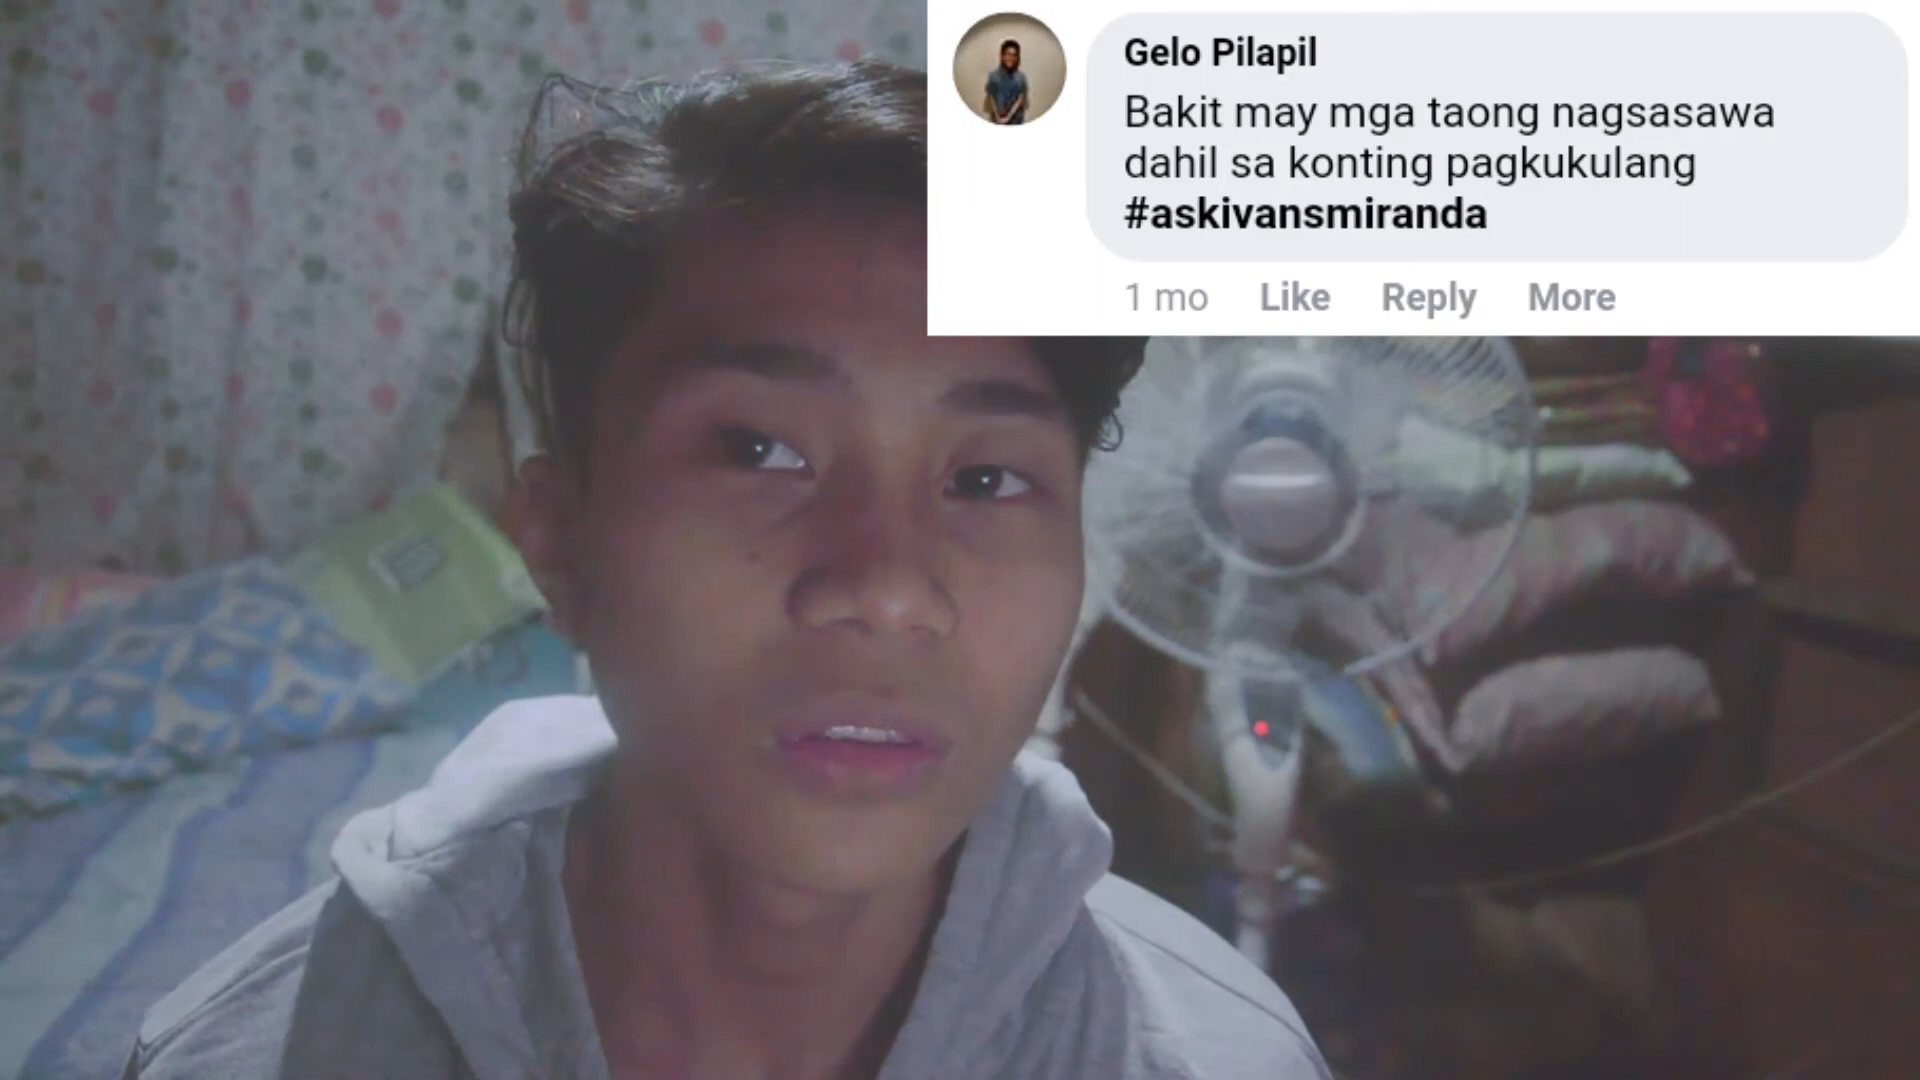 Gelo Pilapil
Bakit may mga taong nagsasawa
dahil sa konting pagkukulang
#askivansmiranda
1 mo Like Reply More